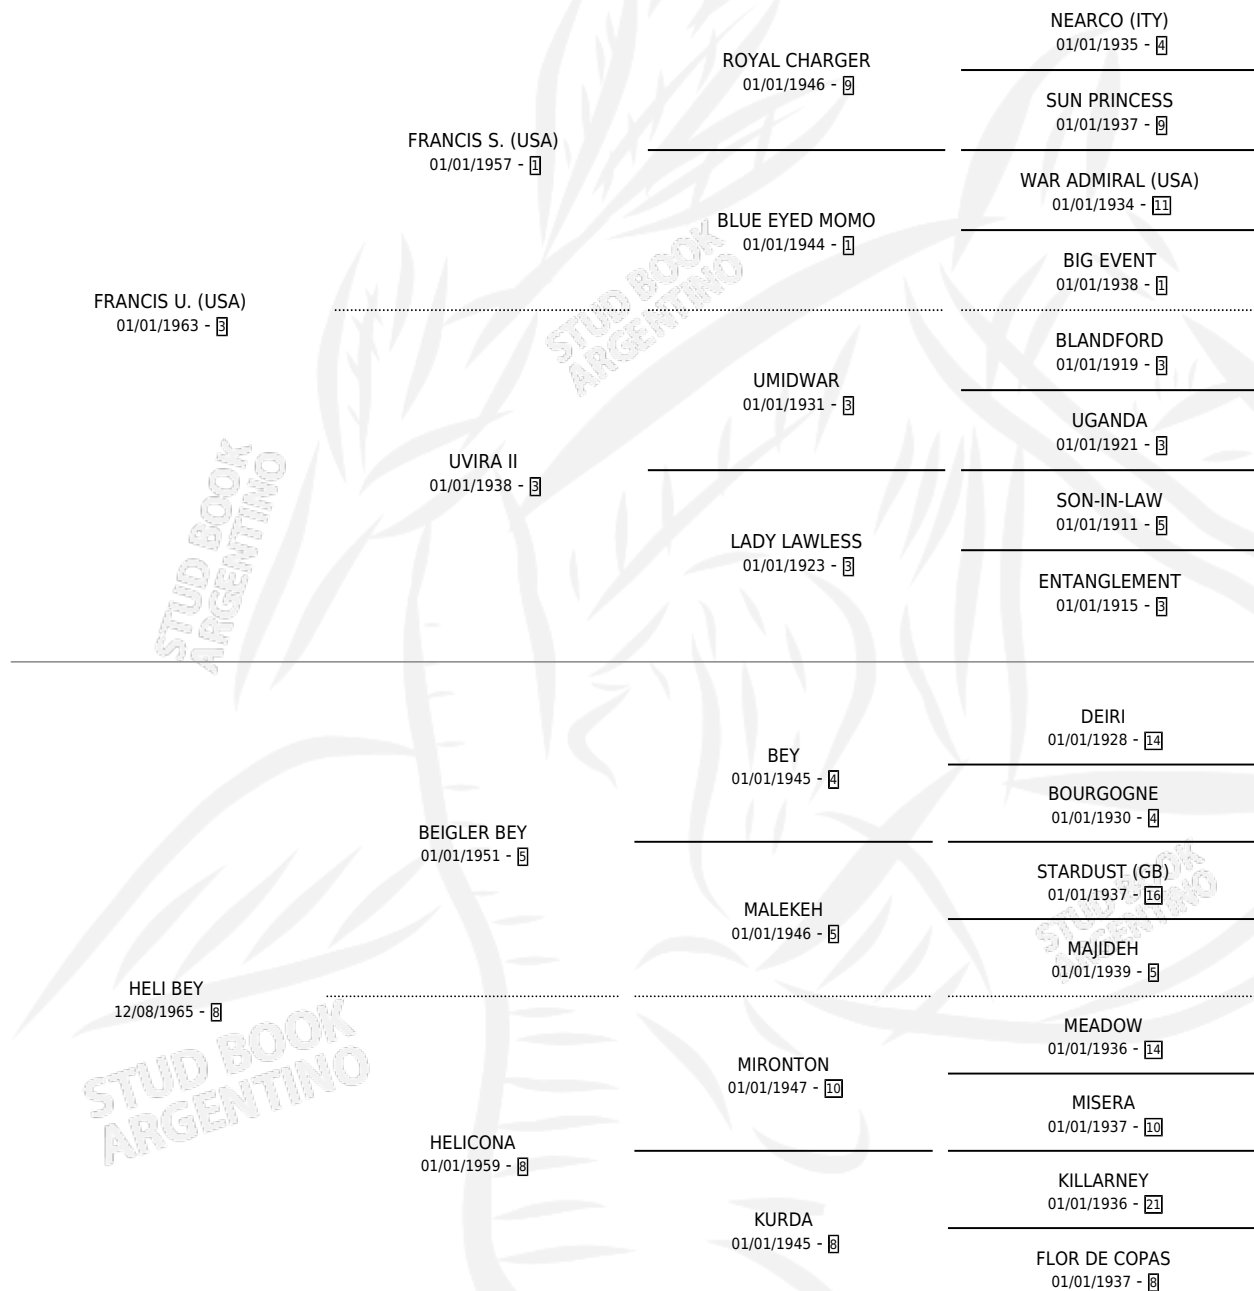 NEARCO (ITY)
01/01/1935 - 4
ROYAL CHARGER
01/01/1946 - 9
SUN PRINCESS
01/01/1937 - 9
FRANCIS S. (USA)
01/01/1957 - 1
WAR ADMIRAL (USA)
01/01/1934 - 11
BLUE EYED MOMO
01/01/1944 - 1
BIG EVENT
01/01/1938 - 1
FRANCIS U. (USA)
01/01/1963 - 3
BLANDFORD
01/01/1919 - 3
UMIDWAR
01/01/1931 - 3
UGANDA
01/01/1921 - 3
UVIRA II
01/01/1938 - 3
SON-IN-LAW
01/01/1911 - 5
LADY LAWLESS
01/01/1923 - 3
ENTANGLEMENT
01/01/1915 - 3
DEIRI
01/01/1928 - 14
BEY
01/01/1945 - 4
BOURGOGNE
01/01/1930 - 4
BEIGLER BEY
01/01/1951 - 5
STARDUST (GB)
01/01/1937 - 16
MALEKEH
01/01/1946 - 5
MAJIDEH
01/01/1939 - 5
HELI BEY
12/08/1965 - 8
MEADOW
01/01/1936 - 14
MIRONTON
01/01/1947 - 10
MISERA
01/01/1937 - 10
HELICONA
01/01/1959 - 8
KILLARNEY
01/01/1936 - 21
KURDA
01/01/1945 - 8
FLOR DE COPAS
01/01/1937 - 8
STUD BOOK
ARGENTINO
STUD BOOK
ARGENTINO
STUD BOOK
ARGENTINO
STUD BOOK
ARGENTINO